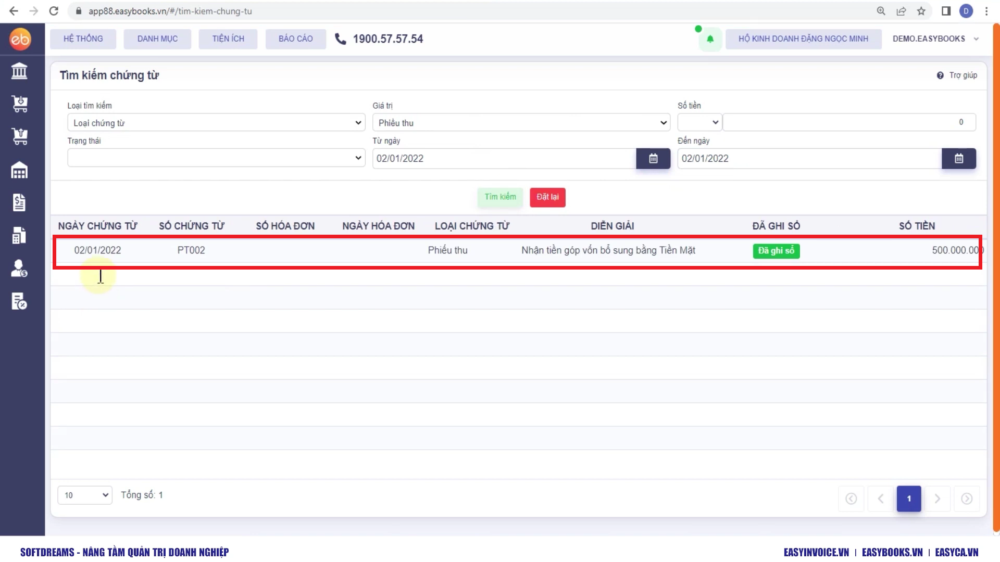 app88.easybooks.vn/#/tim-kiem-chung-tu
D
eb
HỆ THỐNG
DANH MỤC
TIỆN ÍCH
BÁO CÁO
1900.57.57.54
HỘ KINH DOANH ĐẶNG NGỌC MINH
DEMO.EASYBOOKS
Tìm kiếm chứng từ
Trợ giúp
Loại tìm kiếm
Giá trị
Số tiền
Loại chứng từ
Phiếu thu
0
Trạng thái
Từ ngày
Đến ngày
02/01/2022
02/01/2022
Tìm kiếm
Đặt lại
NGÀY CHỨNG TỪ
SỐ CHỨNG TỪ
SỐ HÓA ĐƠN
NGÀY HÓA ĐƠN
LOẠI CHỨNG TỪ
DIỄN GIẢI
ĐÃ GHI SỔ
SỐ TIỀN
02/01/2022
PT002
Phiếu thu
Nhận tiền góp vốn bổ sung bằng Tiền Mặt
Đã ghi sổ
500.000.000
10
Tổng số: 1
1
SOFTDREAMS - NÂNG TẦM QUẢN TRỊ DOANH NGHIỆP
EASYINVOICE.VN | EASYBOOKS.VN | EASYCA.VN